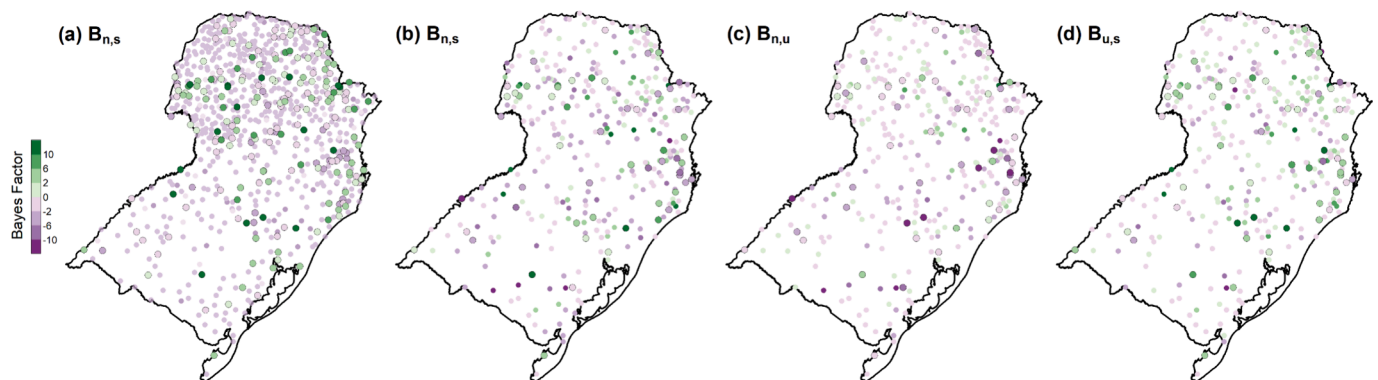 (a) Bn,s
(b) Bn,s
(c) Bn,u
(d) Bu,s
Bayes Factor
10
6
2
0
-2
-6
-10